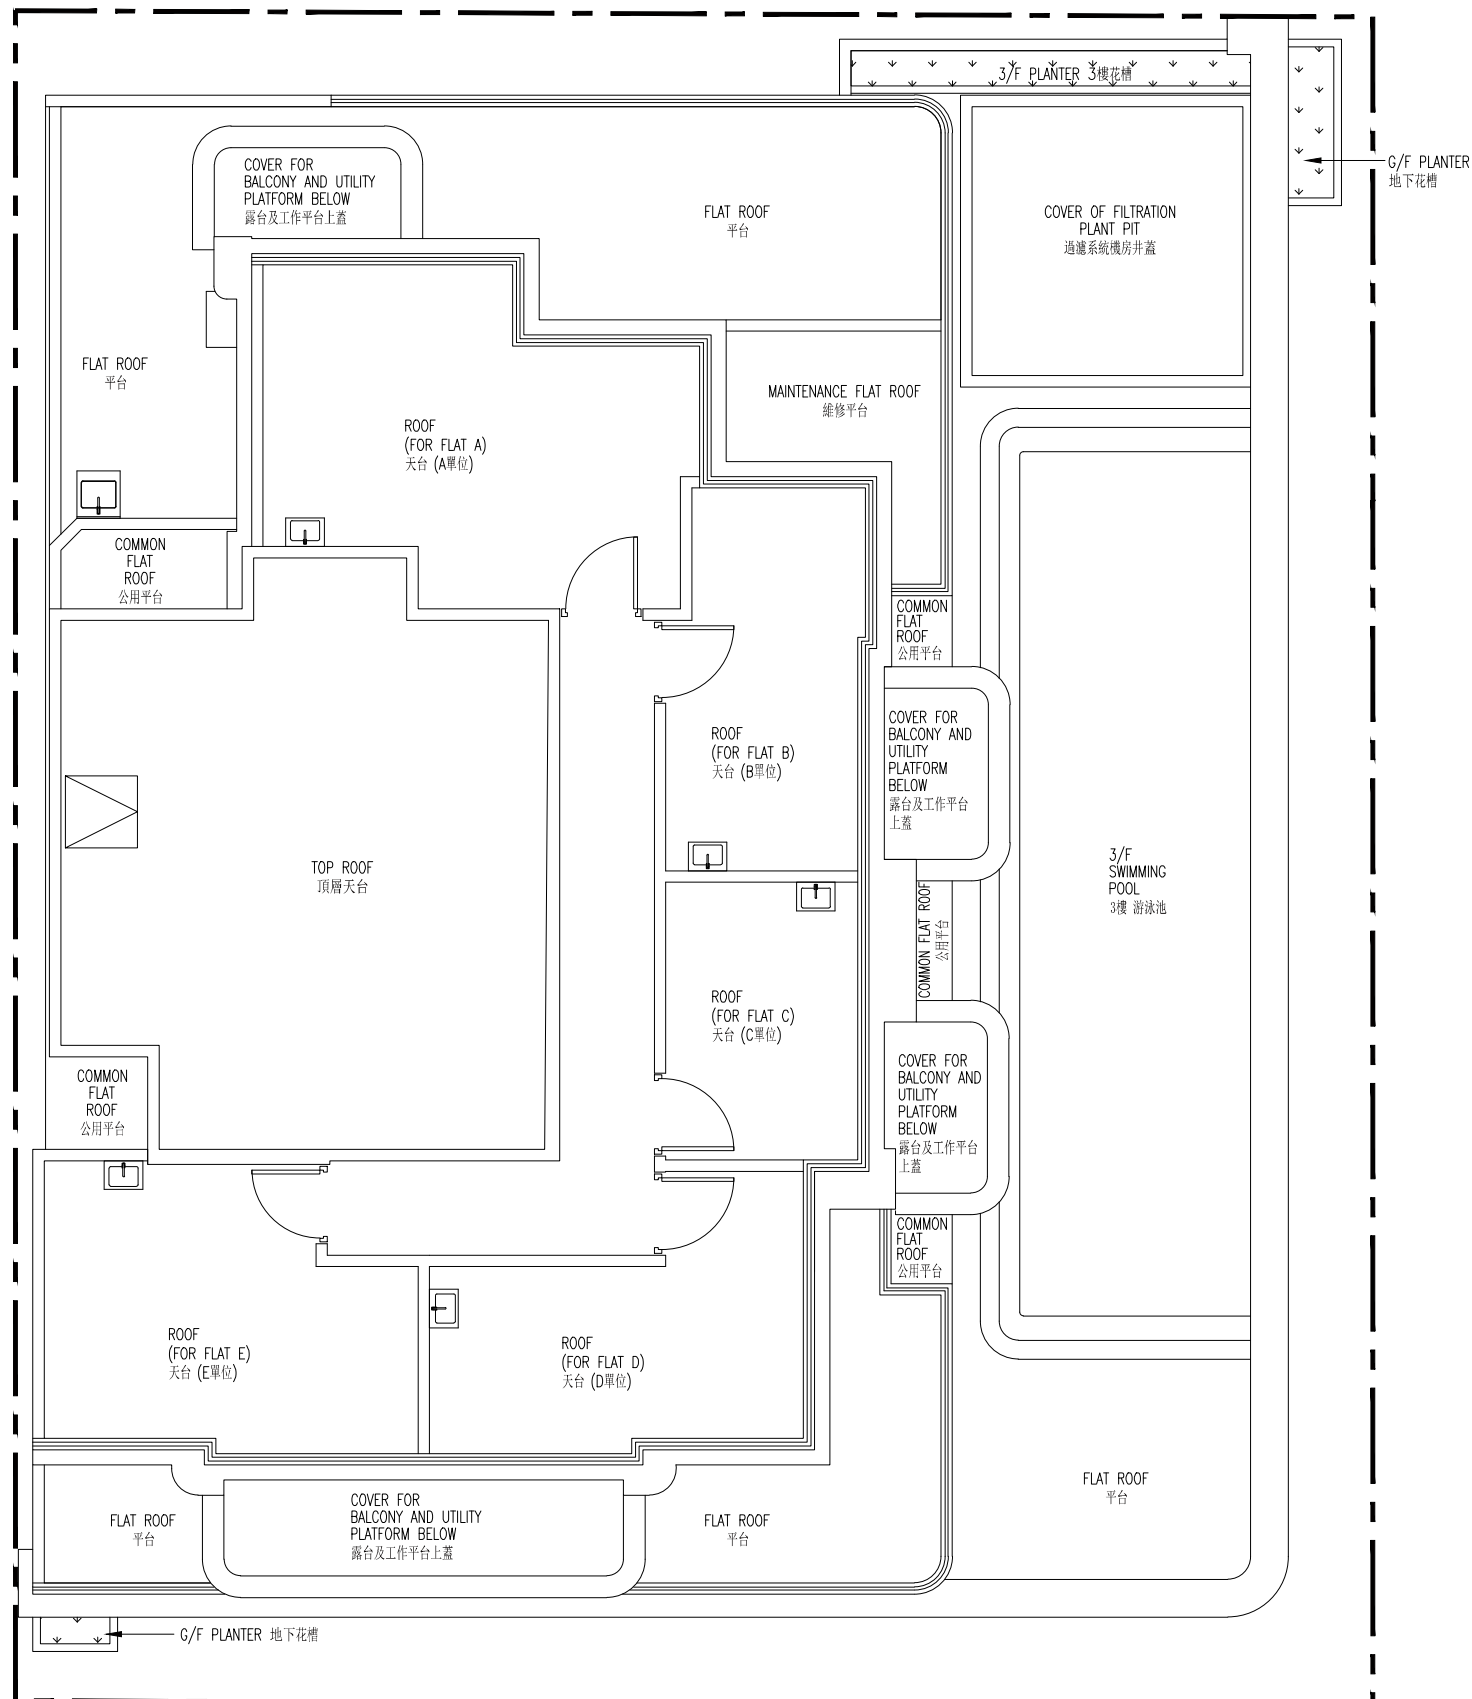 3/F PLANTER 3樓花槽
G/F PLANTER
地下花槽
COVER FOR
BALCONY AND UTILITY
PLATFORM BELOW
露台及工作平台上蓋
FLAT ROOF
平台
COVER OF FILTRATION
PLANT PIT
過濾系統機房井蓋
FLAT ROOF
平台
MAINTENANCE FLAT ROOF
維修平台
ROOF
(FOR FLAT A)
天台 (A單位)
COMMON
FLAT
ROOF
公用平台
COMMON
FLAT
ROOF
公用平台
ROOF
(FOR FLAT B)
天台 (B單位)
COVER FOR
BALCONY AND
UTILITY
PLATFORM
BELOW
露台及工作平台
上蓋
TOP ROOF
頂層天台
3/F
SWIMMING
POOL
3樓 游泳池
COMMON FLAT ROOF
公用平台
ROOF
(FOR FLAT C)
天台 (C單位)
COVER FOR
BALCONY AND
UTILITY
PLATFORM
BELOW
露台及工作平台
上蓋
COMMON
FLAT
ROOF
公用平台
COMMON
FLAT
ROOF
公用平台
ROOF
(FOR FLAT E)
天台 (E單位)
ROOF
(FOR FLAT D)
天台 (D單位)
FLAT ROOF
平台
COVER FOR
BALCONY AND UTILITY
PLATFORM BELOW
露台及工作平台上蓋
FLAT ROOF
平台
FLAT ROOF
平台
G/F PLANTER 地下花槽